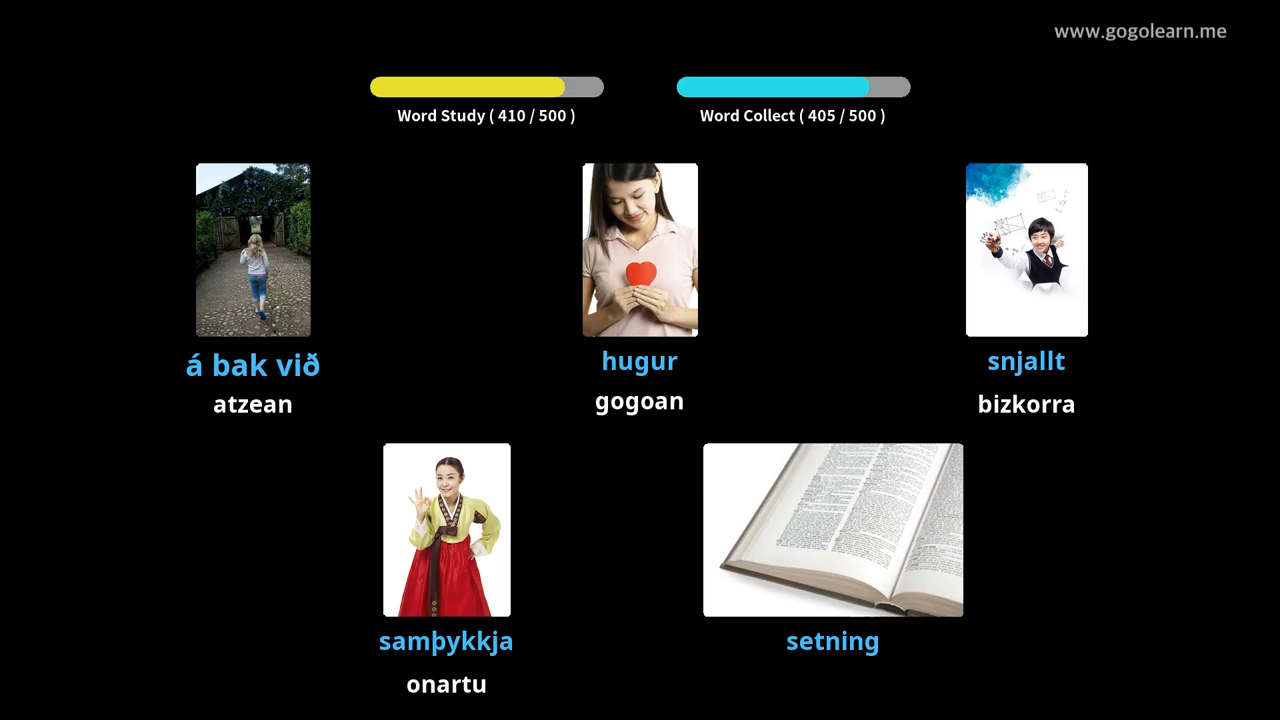 www.gogolearn.me
Word Study ( 410 / 500 )
Word Collect ( 405 / 500 )
á bak við
atzean
hugur
gogoan
snjallt
bizkorra
samþykkja
onartu
setning